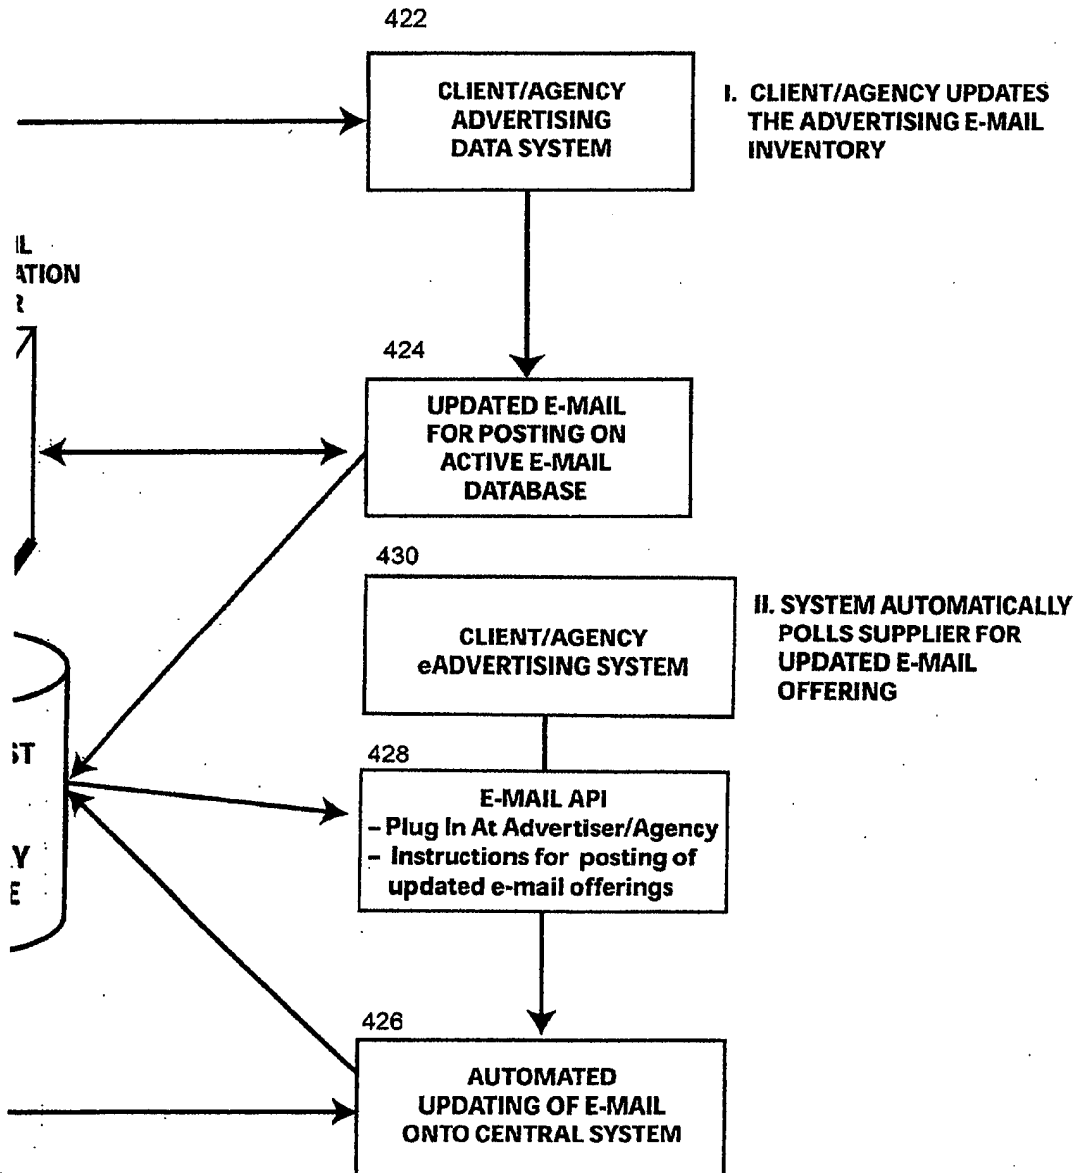 422
CLIENT/AGENCY
ADVERTISING
DATA SYSTEM
I. CLIENT/AGENCY UPDATES
THE ADVERTISING E-MAIL
INVENTORY
424
UPDATED E-MAIL
FOR POSTING ON
ACTIVE E-MAIL
DATABASE
430
CLIENT/AGENCY
eADVERTISING SYSTEM
II. SYSTEM AUTOMATICALLY
POLLS SUPPLIER FOR
UPDATED E-MAIL
OFFERING
428
E-MAIL API
– Plug In At Advertiser/Agency
– Instructions for posting of
updated e-mail offerings
426
AUTOMATED
UPDATING OF E-MAIL
ONTO CENTRAL SYSTEM